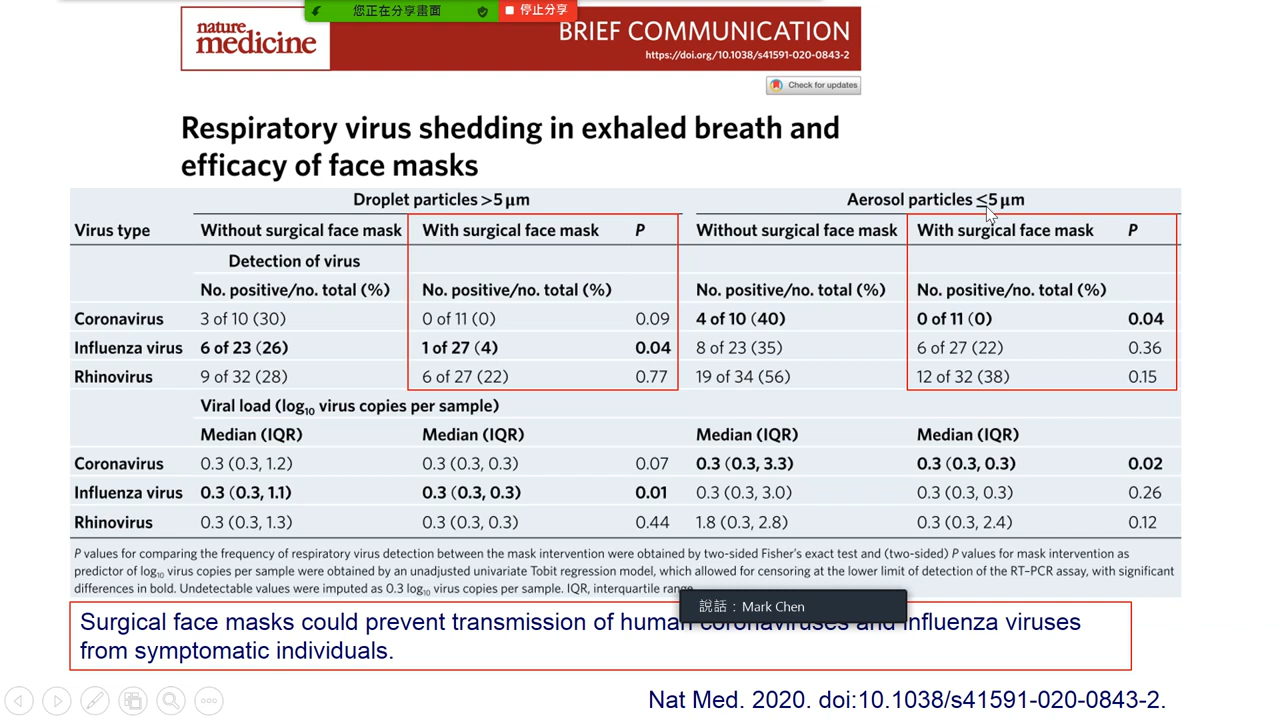 您正在分享畫面 停止分享
nature
medicine
BRIEF COMMUNICATION
https://doi.org/10.1038/s41591-020-0843-2
Check for updates
Respiratory virus shedding in exhaled breath and
efficacy of face masks
Droplet particles >5 μm Aerosol particles ≤5 μm
Virus type Without surgical face mask With surgical face mask P Without surgical face mask With surgical face mask P
Detection of virus
No. positive/no. total (%) No. positive/no. total (%) No. positive/no. total (%) No. positive/no. total (%)
Coronavirus 3 of 10 (30) 0 of 11 (0) 0.09 4 of 10 (40) 0 of 11 (0) 0.04
Influenza virus 6 of 23 (26) 1 of 27 (4) 0.04 8 of 23 (35) 6 of 27 (22) 0.36
Rhinovirus 9 of 32 (28) 6 of 27 (22) 0.77 19 of 34 (56) 12 of 32 (38) 0.15
Viral load (log₁₀ virus copies per sample)
Median (IQR) Median (IQR) Median (IQR) Median (IQR)
Coronavirus 0.3 (0.3, 1.2) 0.3 (0.3, 0.3) 0.07 0.3 (0.3, 3.3) 0.3 (0.3, 0.3) 0.02
Influenza virus 0.3 (0.3, 1.1) 0.3 (0.3, 0.3) 0.01 0.3 (0.3, 3.0) 0.3 (0.3, 0.3) 0.26
Rhinovirus 0.3 (0.3, 1.3) 0.3 (0.3, 0.3) 0.44 1.8 (0.3, 2.8) 0.3 (0.3, 2.4) 0.12
P values for comparing the frequency of respiratory virus detection between the mask intervention were obtained by two-sided Fisher's exact test and (two-sided) P values for mask intervention as
predictor of log₁₀ virus copies per sample were obtained by an unadjusted univariate Tobit regression model, which allowed for censoring at the lower limit of detection of the RT–PCR assay, with significant
differences in bold. Undetectable values were imputed as 0.3 log₁₀ virus copies per sample. IQR, interquartile range
說話：Mark Chen
Surgical face masks could prevent transmission of human coronaviruses and influenza viruses
from symptomatic individuals.
Nat Med. 2020. doi:10.1038/s41591-020-0843-2.